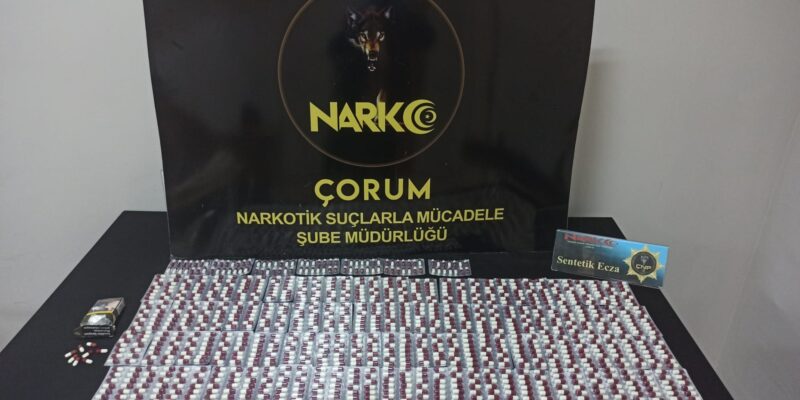 NARKO
ÇORUM
NARKOTİK SUÇLARLA MÜCADELE
ŞUBE MÜDÜRLÜĞÜ
Sentetik Ecza